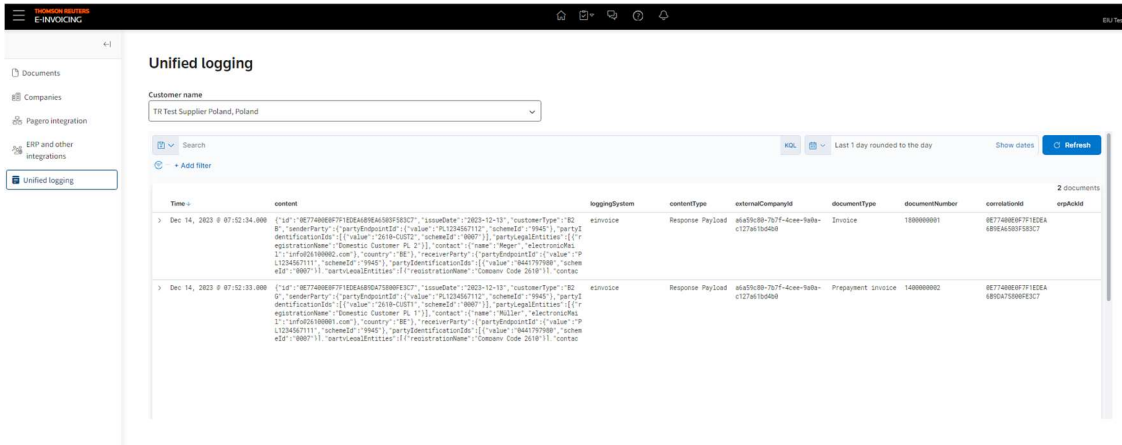 THOMSON REUTERS
E-INVOICING
EIU Tes
Documents
Companies
Pagero integration
ERP and other
integrations
Unified logging
Unified logging
Customer name
TR Test Supplier Poland, Poland
Search
KQL
Last 1 day rounded to the day
Show dates
Refresh
+ Add filter
2 documents
Time content loggingSystem contentType externalCompanyId documentType documentNumber correlationId erpAckId
Dec 14, 2023 @ 07:52:34.000
{"id":"0E77400E0F7F1EDEA6B9EA6503F583C7","issueDate":"2023-12-13","customerType":"B2
B","senderParty":{"partyEndpointId":{"value":"PL1234567112","schemeId":"9945"},"partyI
dentificationIds":[{"value":"2610-CUST2","schemeId":"0007"}],"partyLegalEntities":[{"r
egistrationName":"Domestic Customer PL 2"}],"contact":{"name":"Meger","electronicMai
l":"info@26100002.com"},"country":"BE"},"receiverParty":{"partyEndpointId":{"value":"P
L1234567111","schemeId":"9945"},"partyIdentificationIds":[{"value":"0441797980","schem
eId":"0007"}],"partyLegalEntities":[{"registrationName":"Company Code 2610"}],"contac
einvoice
Response Payload
a6a59c80-7b7f-4cee-9a0a-
c127a61bd4b0
Invoice
1800000001
0E77400E0F7F1EDEA
6B9EA6503F583C7
Dec 14, 2023 @ 07:52:33.000
{"id":"0E77400E0F7F1EDEA6B9DA75800FE3C7","issueDate":"2023-12-13","customerType":"B2
G","senderParty":{"partyEndpointId":{"value":"PL1234567112","schemeId":"9945"},"partyI
dentificationIds":[{"value":"2610-CUST1","schemeId":"0007"}],"partyLegalEntities":[{"r
egistrationName":"Domestic Customer PL 1"}],"contact":{"name":"Müller","electronicMai
l":"info@26100001.com"},"country":"BE"},"receiverParty":{"partyEndpointId":{"value":"P
L1234567111","schemeId":"9945"},"partyIdentificationIds":[{"value":"0441797980","schem
eId":"0007"}],"partyLegalEntities":[{"registrationName":"Company Code 2610"}],"contac
einvoice
Response Payload
a6a59c80-7b7f-4cee-9a0a-
c127a61bd4b0
Prepayment invoice
1400000002
0E77400E0F7F1EDEA
6B9DA75800FE3C7